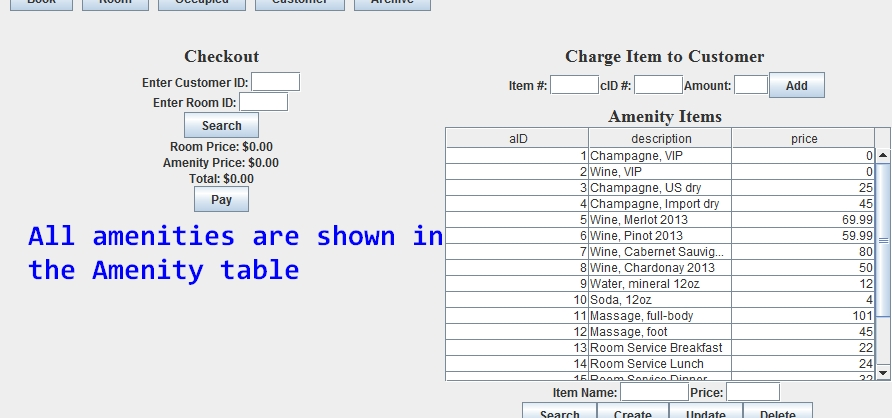 Book Room Occupied Customer Archive
Checkout
Enter Customer ID:
Enter Room ID:
Search
Room Price: $0.00
Amenity Price: $0.00
Total: $0.00
Pay
All amenities are shown in
the Amenity table
Charge Item to Customer
Item #: cID #: Amount: Add
Amenity Items
aID description price
1 Champagne, VIP 0
2 Wine, VIP 0
3 Champagne, US dry 25
4 Champagne, Import dry 45
5 Wine, Merlot 2013 69.99
6 Wine, Pinot 2013 59.99
7 Wine, Cabernet Sauvig... 80
8 Wine, Chardonay 2013 50
9 Water, mineral 12oz 12
10 Soda, 12oz 4
11 Massage, full-body 101
12 Massage, foot 45
13 Room Service Breakfast 22
14 Room Service Lunch 24
15 Room Service Dinner 32
Item Name: Price:
Search Create Update Delete